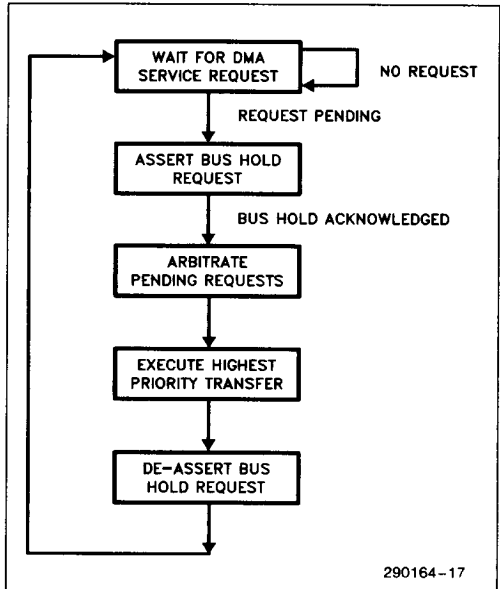 WAIT FOR DMA
SERVICE REQUEST
NO REQUEST
REQUEST PENDING
ASSERT BUS HOLD
REQUEST
BUS HOLD ACKNOWLEDGED
ARBITRATE
PENDING REQUESTS
EXECUTE HIGHEST
PRIORITY TRANSFER
DE-ASSERT BUS
HOLD REQUEST
290164-17